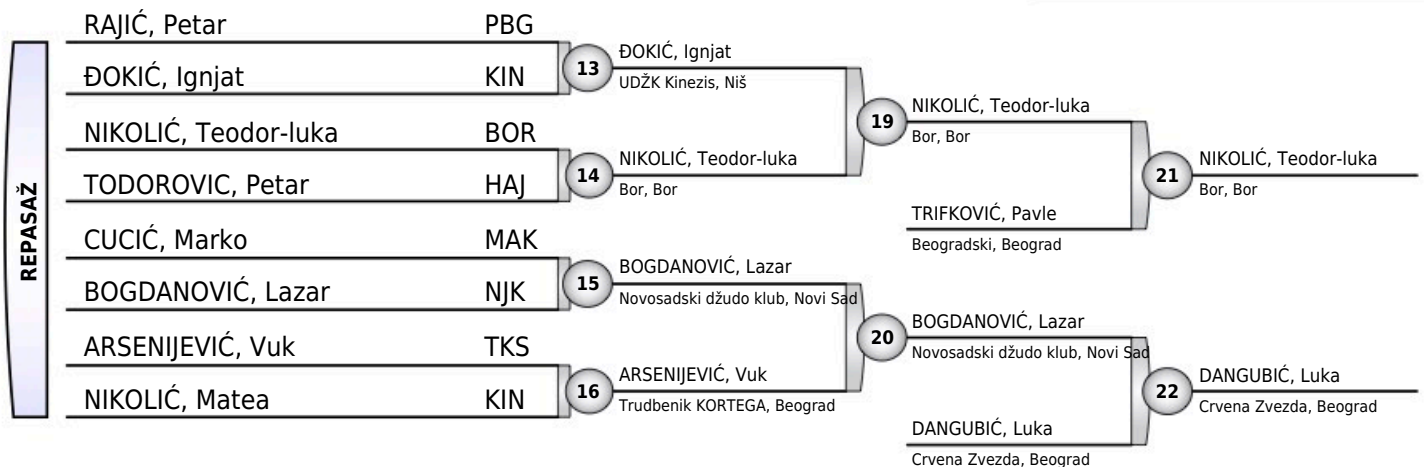 REPASAŽ
RAJIĆ, Petar PBG
ĐOKIĆ, Ignjat KIN
NIKOLIĆ, Teodor-luka BOR
TODOROVIC, Petar HAJ
CUCIĆ, Marko MAK
BOGDANOVIĆ, Lazar NJK
ARSENIJEVIĆ, Vuk TKS
NIKOLIĆ, Matea KIN
13
ĐOKIĆ, Ignjat
UDŽK Kinezis, Niš
14
NIKOLIĆ, Teodor-luka
Bor, Bor
15
BOGDANOVIĆ, Lazar
Novosadski džudo klub, Novi Sad
16
ARSENIJEVIĆ, Vuk
Trudbenik KORTEGA, Beograd
19
NIKOLIĆ, Teodor-luka
Bor, Bor
TRIFKOVIĆ, Pavle
Beogradski, Beograd
20
BOGDANOVIĆ, Lazar
Novosadski džudo klub, Novi Sad
DANGUBIĆ, Luka
Crvena Zvezda, Beograd
21
NIKOLIĆ, Teodor-luka
Bor, Bor
22
DANGUBIĆ, Luka
Crvena Zvezda, Beograd